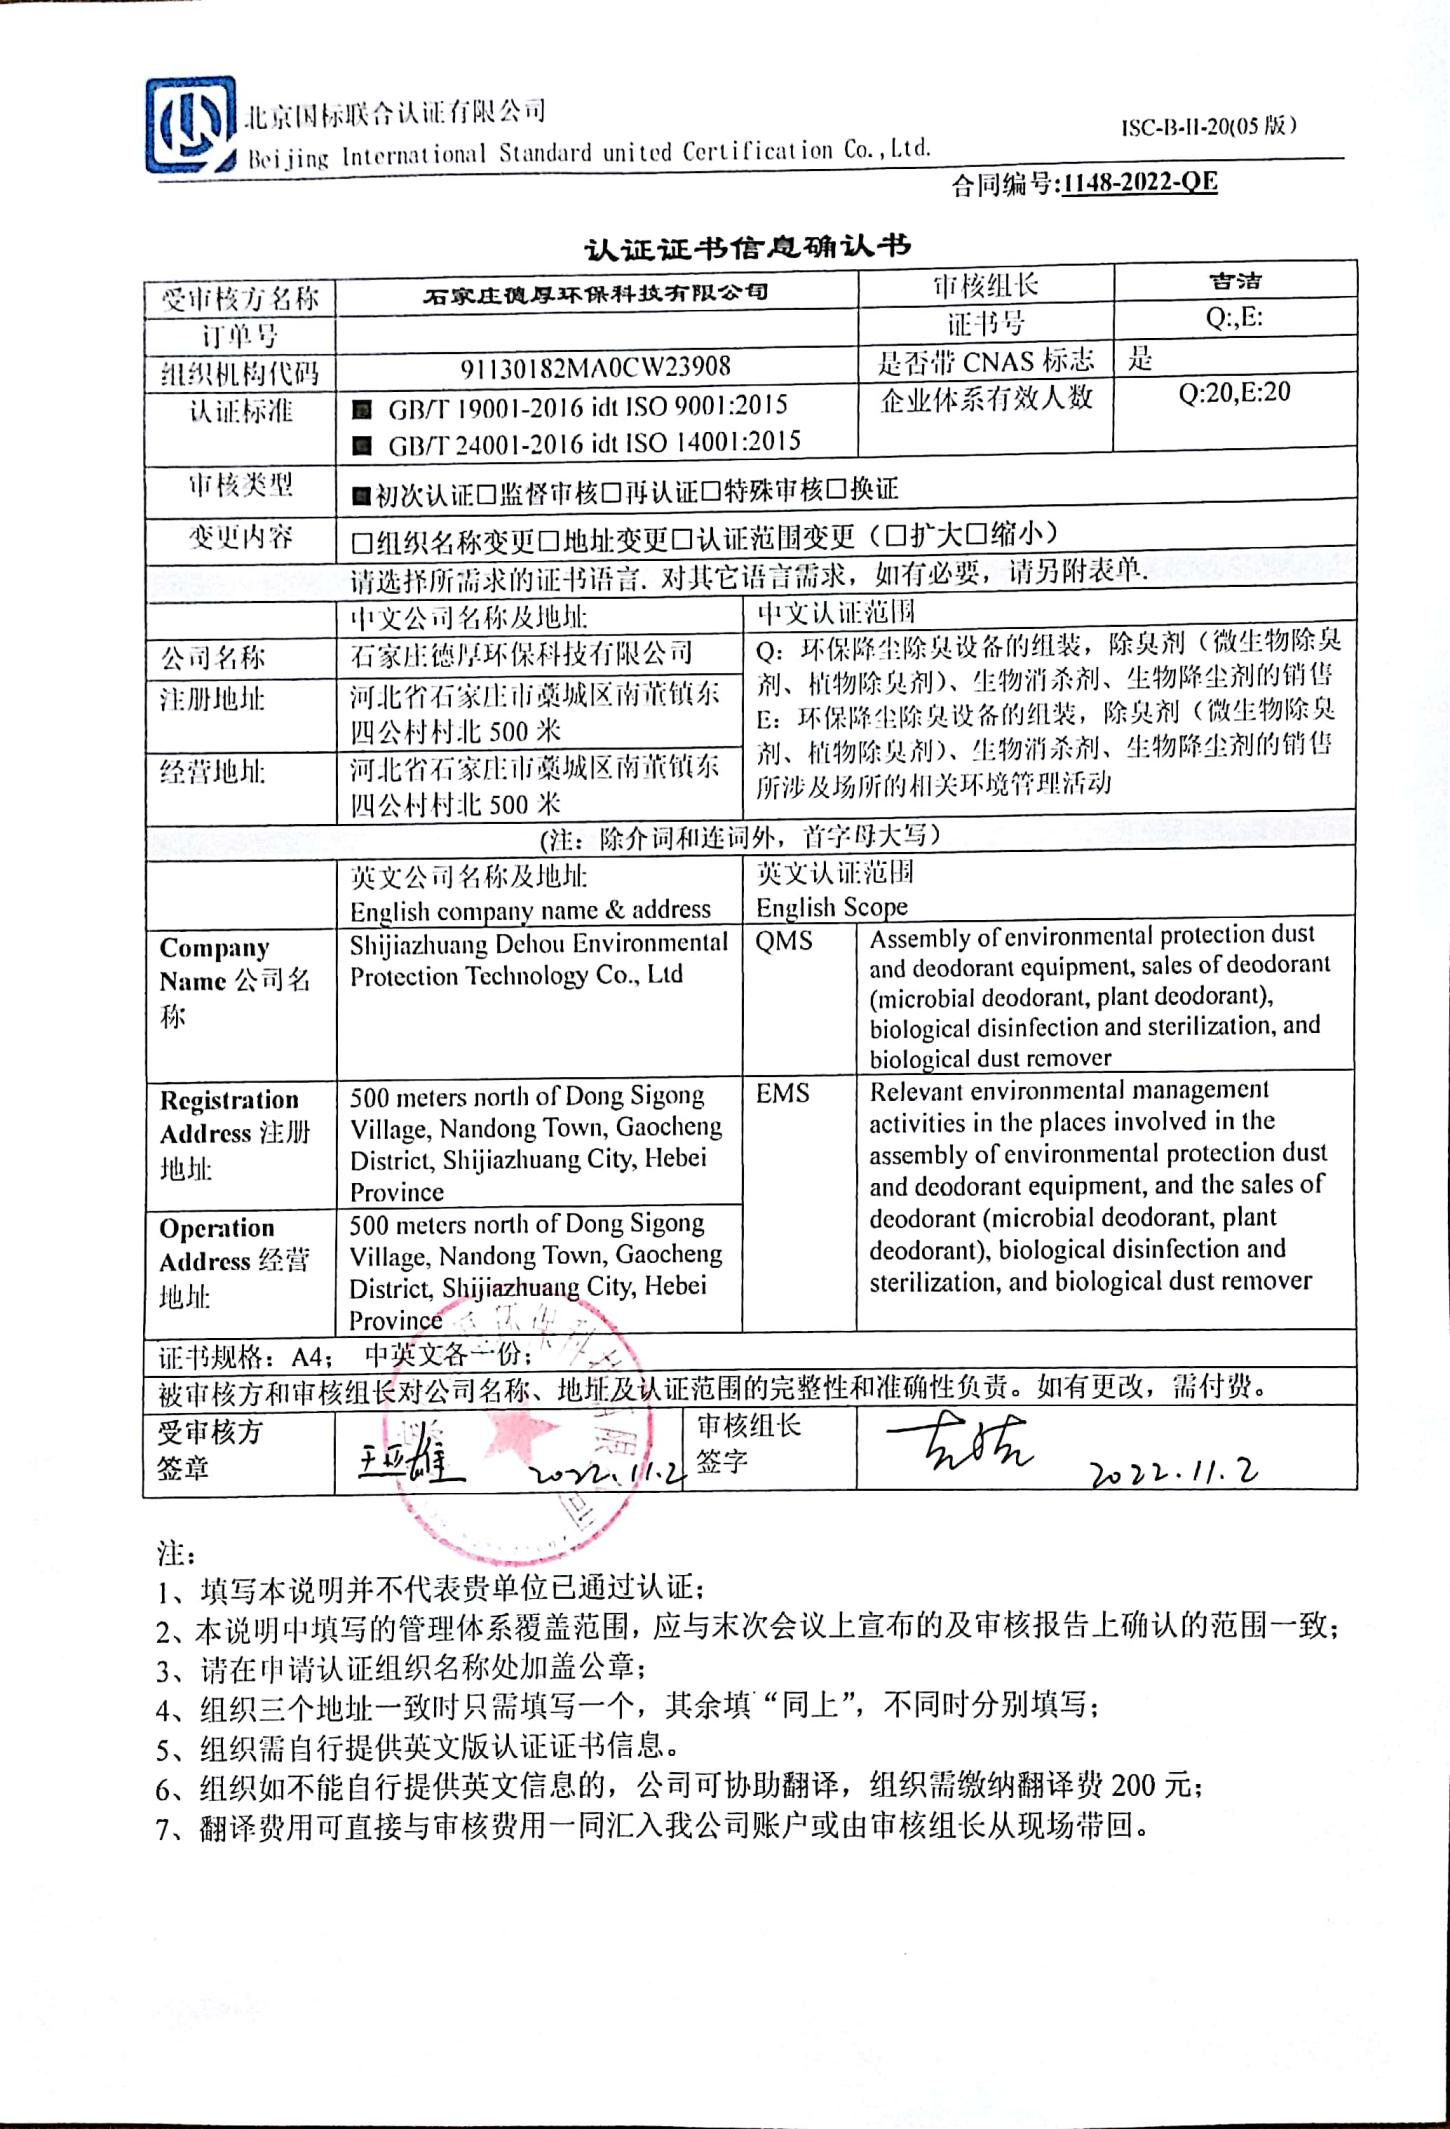 北京国标联合认证有限公司
Beijing International Standard united Certification Co.,Ltd.
ISC-B-II-20(05 版)
合同编号:1148-2022-QE
认证证书信息确认书
受审核方名称 石家庄德厚环保科技有限公司 审核组长 吉洁
订单号 证书号 Q:,E:
组织机构代码 91130182MA0CW23908 是否带 CNAS 标志 是
认证标准 ■ GB/T 19001-2016 idt ISO 9001:2015 企业体系有效人数 Q:20,E:20
■ GB/T 24001-2016 idt ISO 14001:2015
审核类型 ■初次认证□监督审核□再认证□特殊审核□换证
变更内容 □组织名称变更□地址变更□认证范围变更（□扩大□缩小）
请选择所需求的证书语言. 对其它语言需求，如有必要，请另附表单.
中文公司名称及地址 中文认证范围
公司名称 石家庄德厚环保科技有限公司
注册地址 河北省石家庄市藁城区南董镇东
四公村村北 500 米
经营地址 河北省石家庄市藁城区南董镇东
四公村村北 500 米
Q：环保降尘除臭设备的组装，除臭剂（微生物除臭
剂、植物除臭剂）、生物消杀剂、生物降尘剂的销售
E：环保降尘除臭设备的组装，除臭剂（微生物除臭
剂、植物除臭剂）、生物消杀剂、生物降尘剂的销售
所涉及场所的相关环境管理活动
(注：除介词和连词外，首字母大写）
英文公司名称及地址 英文认证范围
English company name & address English Scope
Company
Name 公司名
称
Shijiazhuang Dehou Environmental
Protection Technology Co., Ltd
QMS
Assembly of environmental protection dust
and deodorant equipment, sales of deodorant
(microbial deodorant, plant deodorant),
biological disinfection and sterilization, and
biological dust remover
Registration
Address 注册
地址
500 meters north of Dong Sigong
Village, Nandong Town, Gaocheng
District, Shijiazhuang City, Hebei
Province
EMS
Relevant environmental management
activities in the places involved in the
assembly of environmental protection dust
and deodorant equipment, and the sales of
deodorant (microbial deodorant, plant
deodorant), biological disinfection and
sterilization, and biological dust remover
Operation
Address 经营
地址
500 meters north of Dong Sigong
Village, Nandong Town, Gaocheng
District, Shijiazhuang City, Hebei
Province
证书规格：A4； 中英文各一份；
被审核方和审核组长对公司名称、地址及认证范围的完整性和准确性负责。如有更改，需付费。
受审核方
签章
王亚雄 2022.11.2
审核组长
签字
吉洁 2022.11.2
注：
1、填写本说明并不代表贵单位已通过认证；
2、本说明中填写的管理体系覆盖范围，应与末次会议上宣布的及审核报告上确认的范围一致；
3、请在申请认证组织名称处加盖公章；
4、组织三个地址一致时只需填写一个，其余填“同上”，不同时分别填写；
5、组织需自行提供英文版认证证书信息。
6、组织如不能自行提供英文信息的，公司可协助翻译，组织需缴纳翻译费 200 元；
7、翻译费用可直接与审核费用一同汇入我公司账户或由审核组长从现场带回。